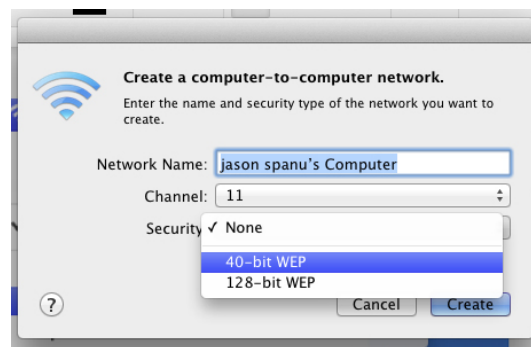 Create a computer-to-computer network.
Enter the name and security type of the network you want to
create.
Network Name: jason spanu's Computer
Channel: 11
Security ✓ None
40-bit WEP
128-bit WEP
? Cancel Create